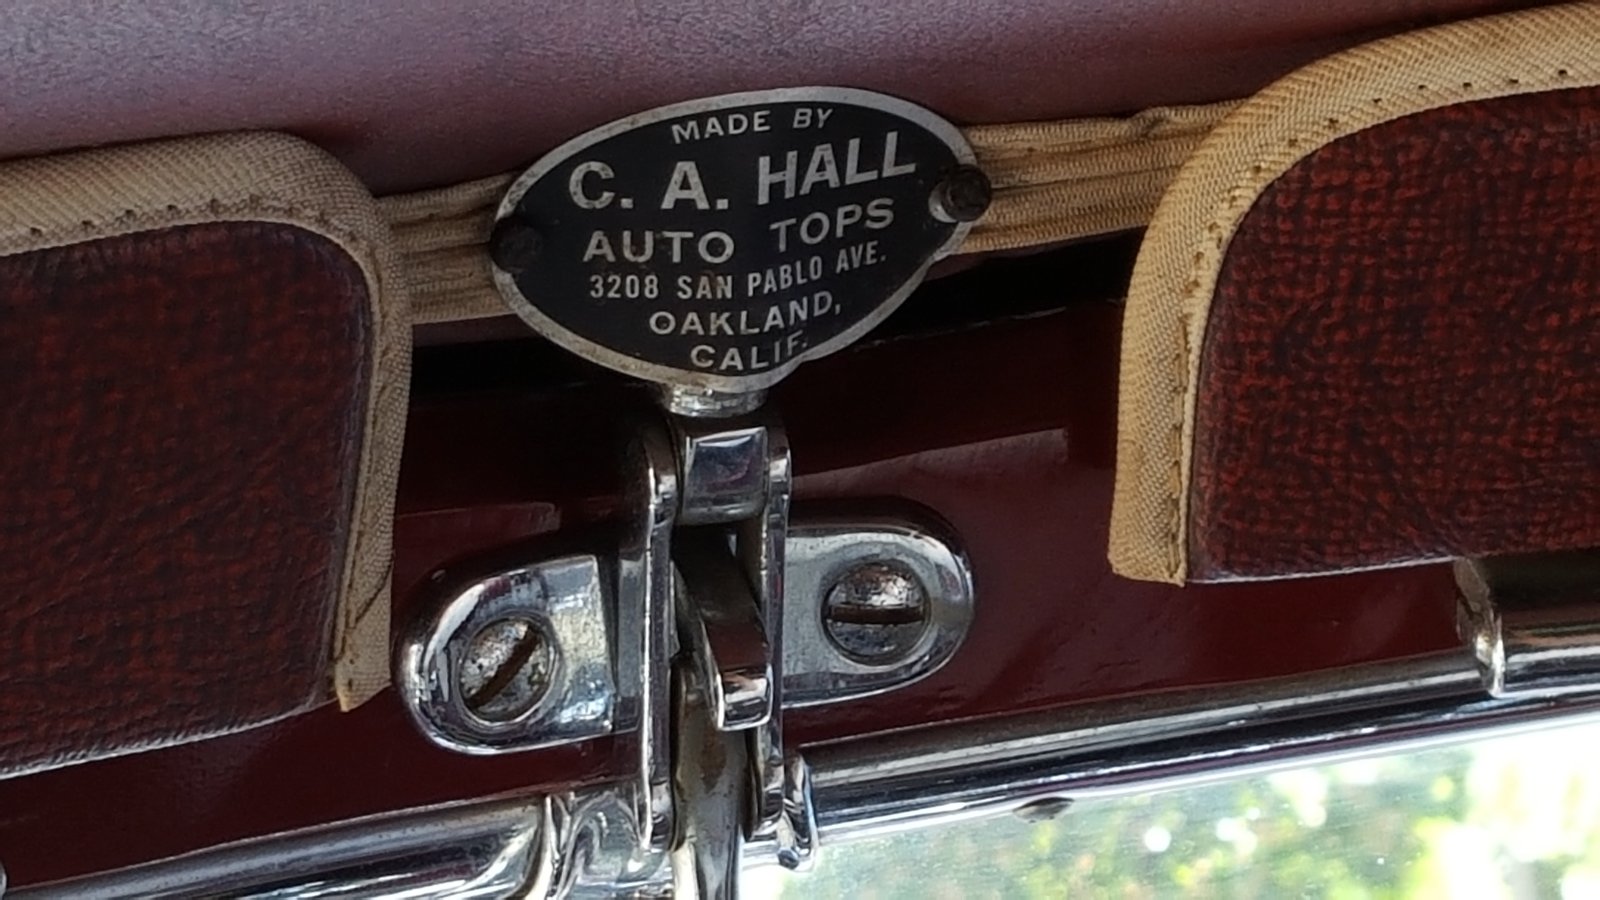 MADE BY
C. A. HALL
AUTO TOPS
3208 SAN PABLO AVE.
OAKLAND,
CALIF.